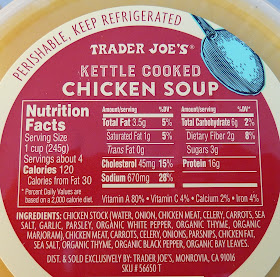 PERISHABLE, KEEP REFRIGERATED
TRADER JOE'S®
KETTLE COOKED
CHICKEN SOUP
Nutrition
Facts
Serving Size
1 cup (245g)
Servings about 4
Calories 120
Calories from Fat 30
* Percent Daily Values are
based on a 2,000 calorie diet.
Amount/serving %DV*
Total Fat 3.5g 5%
Saturated Fat 1g 5%
Trans Fat 0g
Cholesterol 45mg 15%
Sodium 670mg 28%
Amount/serving %DV*
Total Carbohydrate 6g 2%
Dietary Fiber 2g 8%
Sugars 3g
Protein 16g
Vitamin A 80% • Vitamin C 4% • Calcium 2% • Iron 4%
INGREDIENTS: CHICKEN STOCK (WATER, ONION, CHICKEN MEAT, CELERY, CARROTS, SEA
SALT, GARLIC, PARSLEY, ORGANIC WHITE PEPPER, ORGANIC THYME, ORGANIC
MARJORAM), CHICKEN MEAT, CARROTS, CELERY, ONIONS, PARSNIPS, CHICKEN FAT,
SEA SALT, ORGANIC THYME, ORGANIC BLACK PEPPER, ORGANIC BAY LEAVES.
DIST. & SOLD EXCLUSIVELY BY: TRADER JOE'S, MONROVIA, CA 91016
SKU # 56650 T